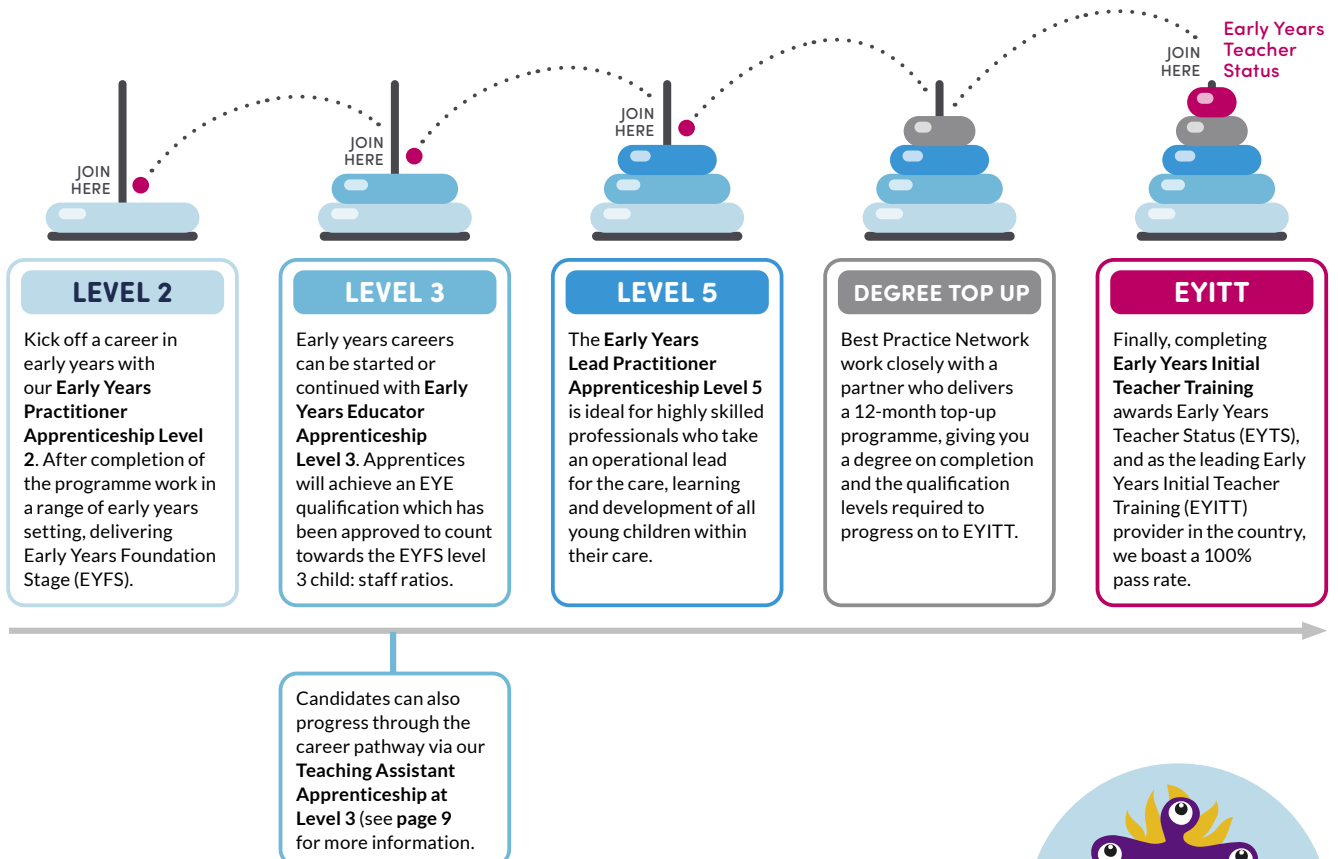 JOIN
HERE
JOIN
HERE
JOIN
HERE
JOIN
HERE
Early Years
Teacher
Status
LEVEL 2
Kick off a career in
early years with
our Early Years
Practitioner
Apprenticeship Level
2. After completion of
the programme work in
a range of early years
setting, delivering
Early Years Foundation
Stage (EYFS).
LEVEL 3
Early years careers
can be started or
continued with Early
Years Educator
Apprenticeship
Level 3. Apprentices
will achieve an EYE
qualification which has
been approved to count
towards the EYFS level
3 child: staff ratios.
LEVEL 5
The Early Years
Lead Practitioner
Apprenticeship Level 5
is ideal for highly skilled
professionals who take
an operational lead
for the care, learning
and development of all
young children within
their care.
DEGREE TOP UP
Best Practice Network
work closely with a
partner who delivers
a 12-month top-up
programme, giving you
a degree on completion
and the qualification
levels required to
progress on to EYITT.
EYITT
Finally, completing
Early Years Initial
Teacher Training
awards Early Years
Teacher Status (EYTS),
and as the leading Early
Years Initial Teacher
Training (EYITT)
provider in the country,
we boast a 100%
pass rate.
Candidates can also
progress through the
career pathway via our
Teaching Assistant
Apprenticeship at
Level 3 (see page 9
for more information.